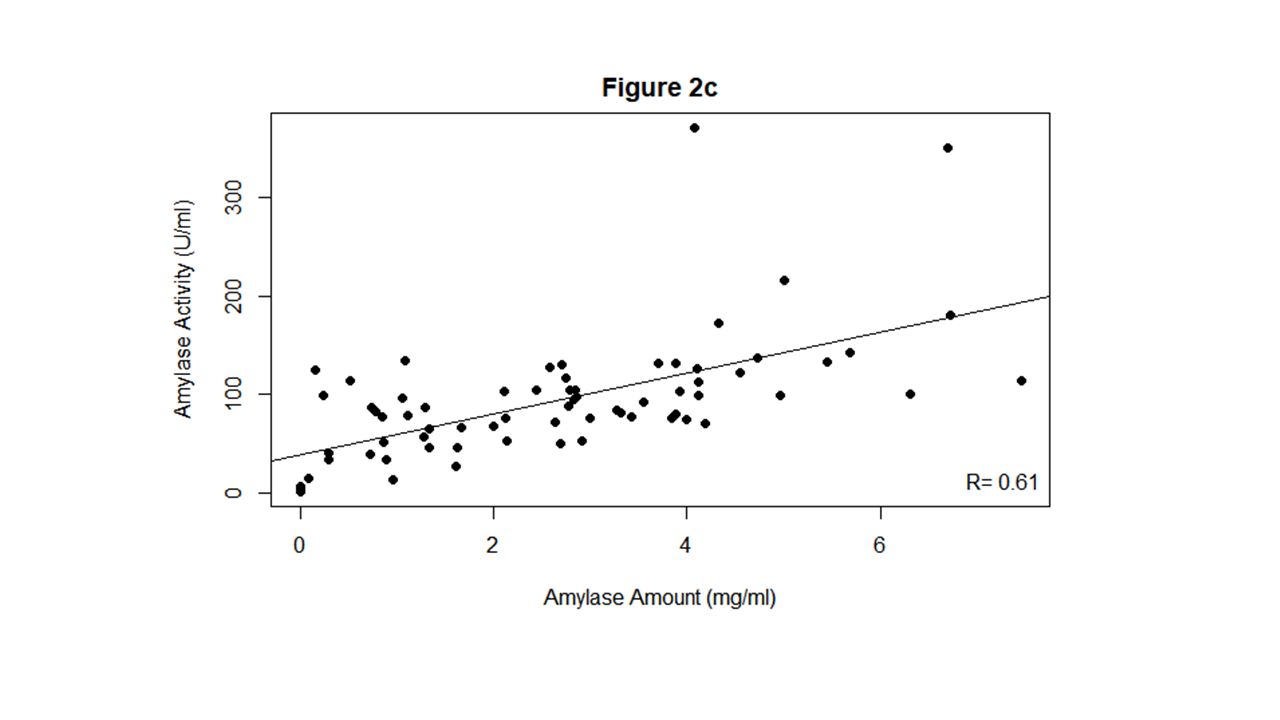 Figure 2c
Amylase Activity (U/ml)
300
200
100
0
R= 0.61
0 2 4 6
Amylase Amount (mg/ml)